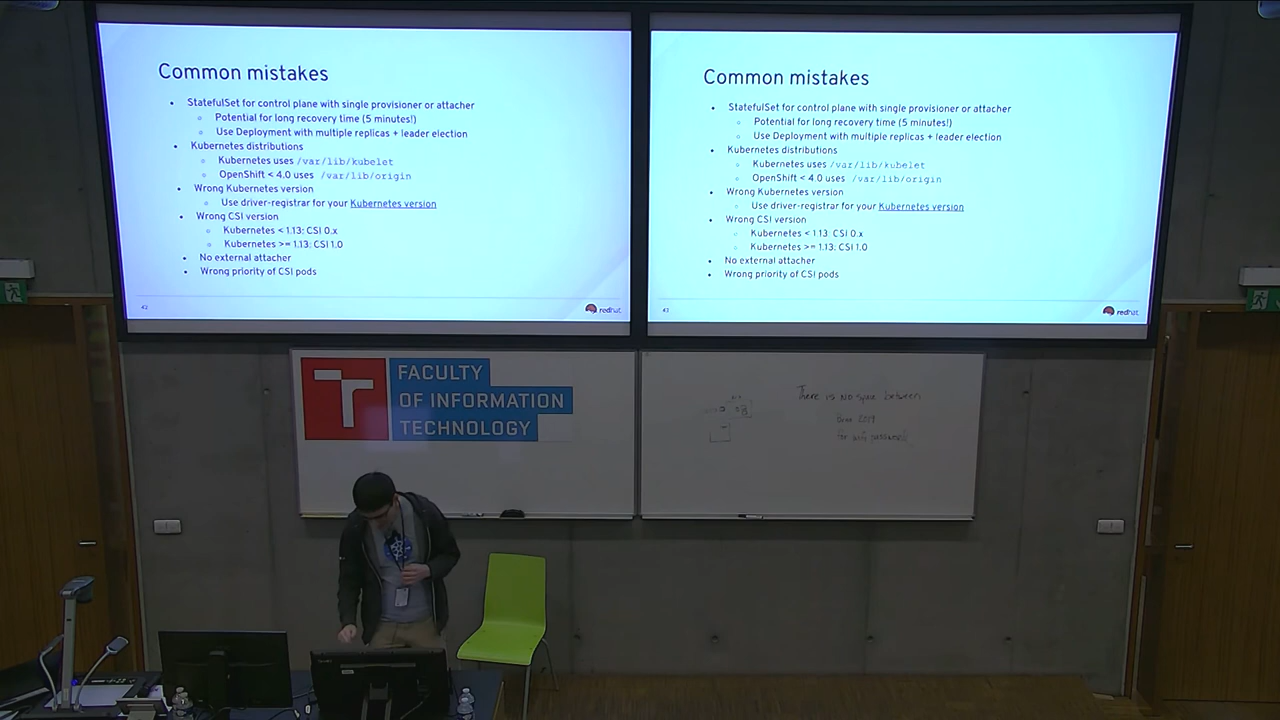 Common mistakes
• StatefulSet for control plane with single provisioner or attacher
○ Potential for long recovery time (5 minutes!)
○ Use Deployment with multiple replicas + leader election
• Kubernetes distributions
○ Kubernetes uses /var/lib/kubelet
○ OpenShift < 4.0 uses /var/lib/origin
• Wrong Kubernetes version
○ Use driver-registrar for your Kubernetes version
• Wrong CSI version
○ Kubernetes < 1.13: CSI 0.x
○ Kubernetes >= 1.13: CSI 1.0
• No external attacher
• Wrong priority of CSI pods
42
redhat
Common mistakes
• StatefulSet for control plane with single provisioner or attacher
○ Potential for long recovery time (5 minutes!)
○ Use Deployment with multiple replicas + leader election
• Kubernetes distributions
○ Kubernetes uses /var/lib/kubelet
○ OpenShift < 4.0 uses /var/lib/origin
• Wrong Kubernetes version
○ Use driver-registrar for your Kubernetes version
• Wrong CSI version
○ Kubernetes < 1.13: CSI 0.x
○ Kubernetes >= 1.13: CSI 1.0
• No external attacher
• Wrong priority of CSI pods
redhat
FACULTY
OF INFORMATION
TECHNOLOGY
There is NO space between
2019
for